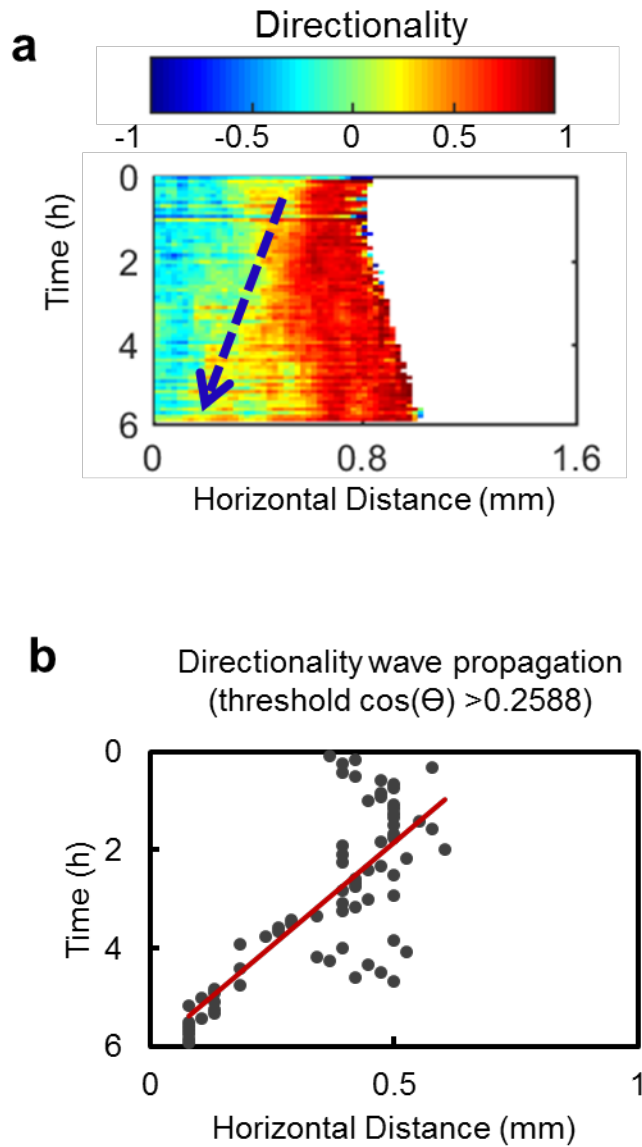 a
Directionality
-1 -0.5 0 0.5 1
Time (h)
0
2
4
6
0 0.8 1.6
Horizontal Distance (mm)
b
Directionality wave propagation
(threshold cos(Ө) >0.2588)
Time (h)
0
2
4
6
0 0.5 1
Horizontal Distance (mm)